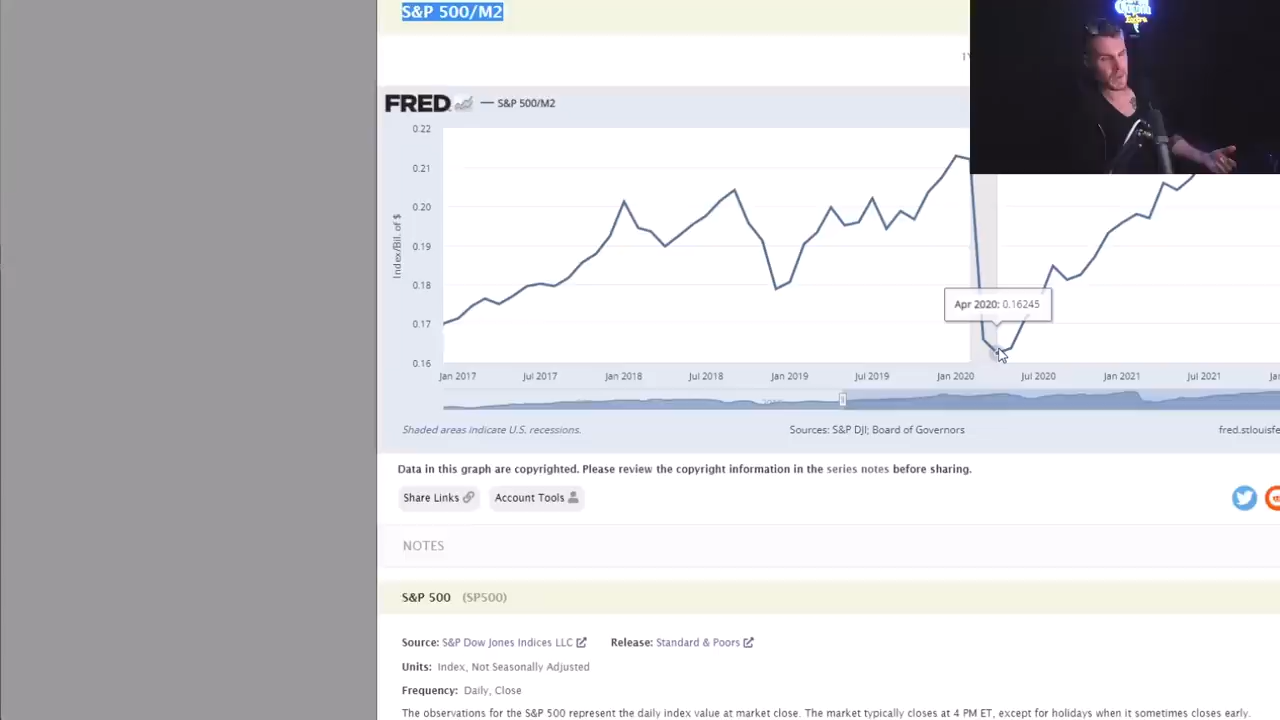 S&P 500/M2
FRED — S&P 500/M2
0.22
0.21
0.20
0.19
0.18
0.17
0.16
Index/Bil. of $
Apr 2020: 0.16245
Jan 2017 Jul 2017 Jan 2018 Jul 2018 Jan 2019 Jul 2019 Jan 2020 Jul 2020 Jan 2021 Jul 2021
Shaded areas indicate U.S. recessions. Sources: S&P DJI; Board of Governors fred.stlouisfe
Data in this graph are copyrighted. Please review the copyright information in the series notes before sharing.
Share Links Account Tools
NOTES
S&P 500 (SP500)
Source: S&P Dow Jones Indices LLC Release: Standard & Poors
Units: Index, Not Seasonally Adjusted
Frequency: Daily, Close
The observations for the S&P 500 represent the daily index value at market close. The market typically closes at 4 PM ET, except for holidays when it sometimes closes early.